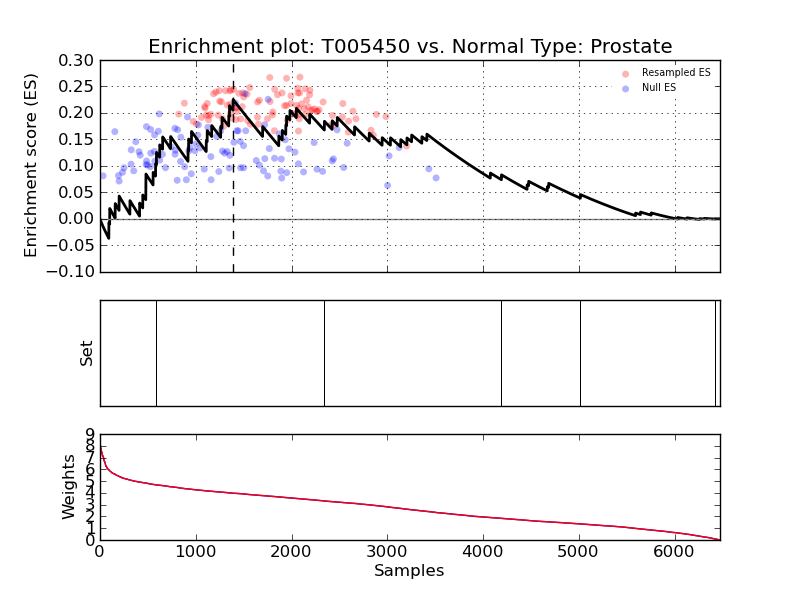 Enrichment plot: T005450 vs. Normal Type: Prostate
Enrichment score (ES)
0.30
0.25
0.20
0.15
0.10
0.05
0.00
−0.05
−0.10
Resampled ES
Null ES
Set
Weights
9
8
7
6
5
4
3
2
1
0
0 1000 2000 3000 4000 5000 6000
Samples